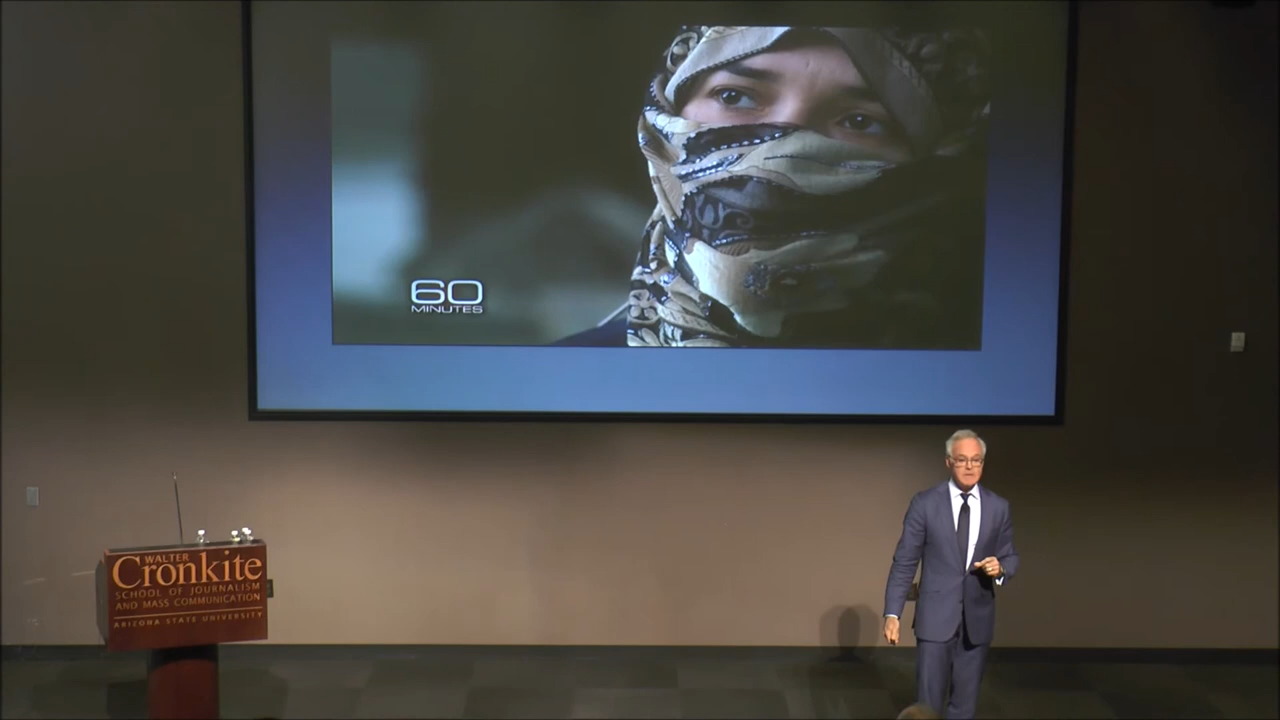 60
MINUTES
WALTER
Cronkite
SCHOOL OF JOURNALISM
AND MASS COMMUNICATION
ARIZONA STATE UNIVERSITY